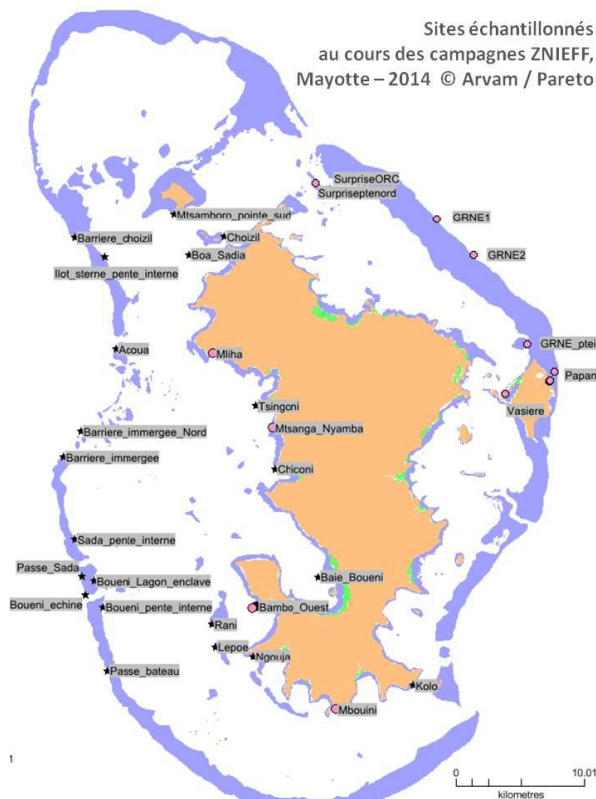 Sites échantillonnés
au cours des campagnes ZNIEFF,
Mayotte – 2014 © Arvam / Pareto
SurpriseORC
Surpriseptenord
Mtsamboro_pointe_sud
GRNE1
Barriere_choizil
Choizil
Boa_Sadia
GRNE2
Ilot_sterne_pente_interne
GRNE_ptei
Acoua
Mliha
Papan
Vasiere
Tsingoni
Mtsanga_Nyamba
Barriere_immergee_Nord
Barriere_immergee
Chiconi
Sada_pente_interne
Passe_Sada
Baie_Boueni
Boueni_Lagon_enclave
Boueni_echine
Boueni_pente_interne
Bambo_Ouest
Rani
Lepoe
Ngouja
Passe_bateau
Kolo
Mbouini
1
0 10,01
kilometres